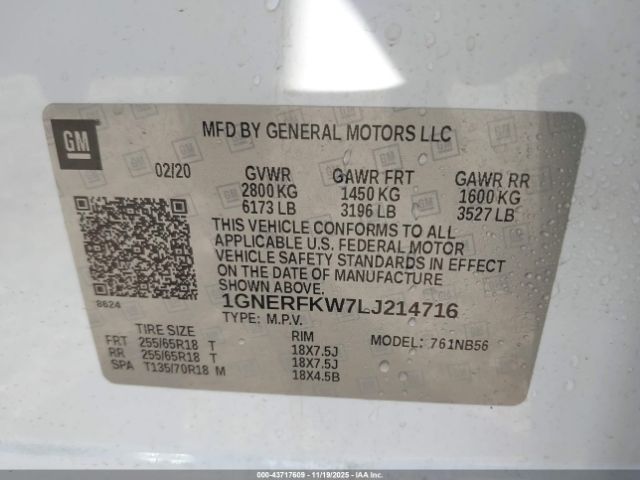 GM
MFD BY GENERAL MOTORS LLC
02/20
GVWR GAWR FRT GAWR RR
2800 KG 1450 KG 1600 KG
6173 LB 3196 LB 3527 LB
THIS VEHICLE CONFORMS TO ALL
APPLICABLE U.S. FEDERAL MOTOR
VEHICLE SAFETY STANDARDS IN EFFECT
ON THE DATE OF MANUFACTURE
SHOWN ABOVE.
8624
1GNERFKW7LJ214716
TYPE: M.P.V.
TIRE SIZE RIM MODEL: 761NB56
FRT 255/65R18 T 18X7.5J
RR 255/65R18 T 18X7.5J
SPA T135/70R18 M 18X4.5B
000-43717609 - 11/19/2025 - IAAI.COM